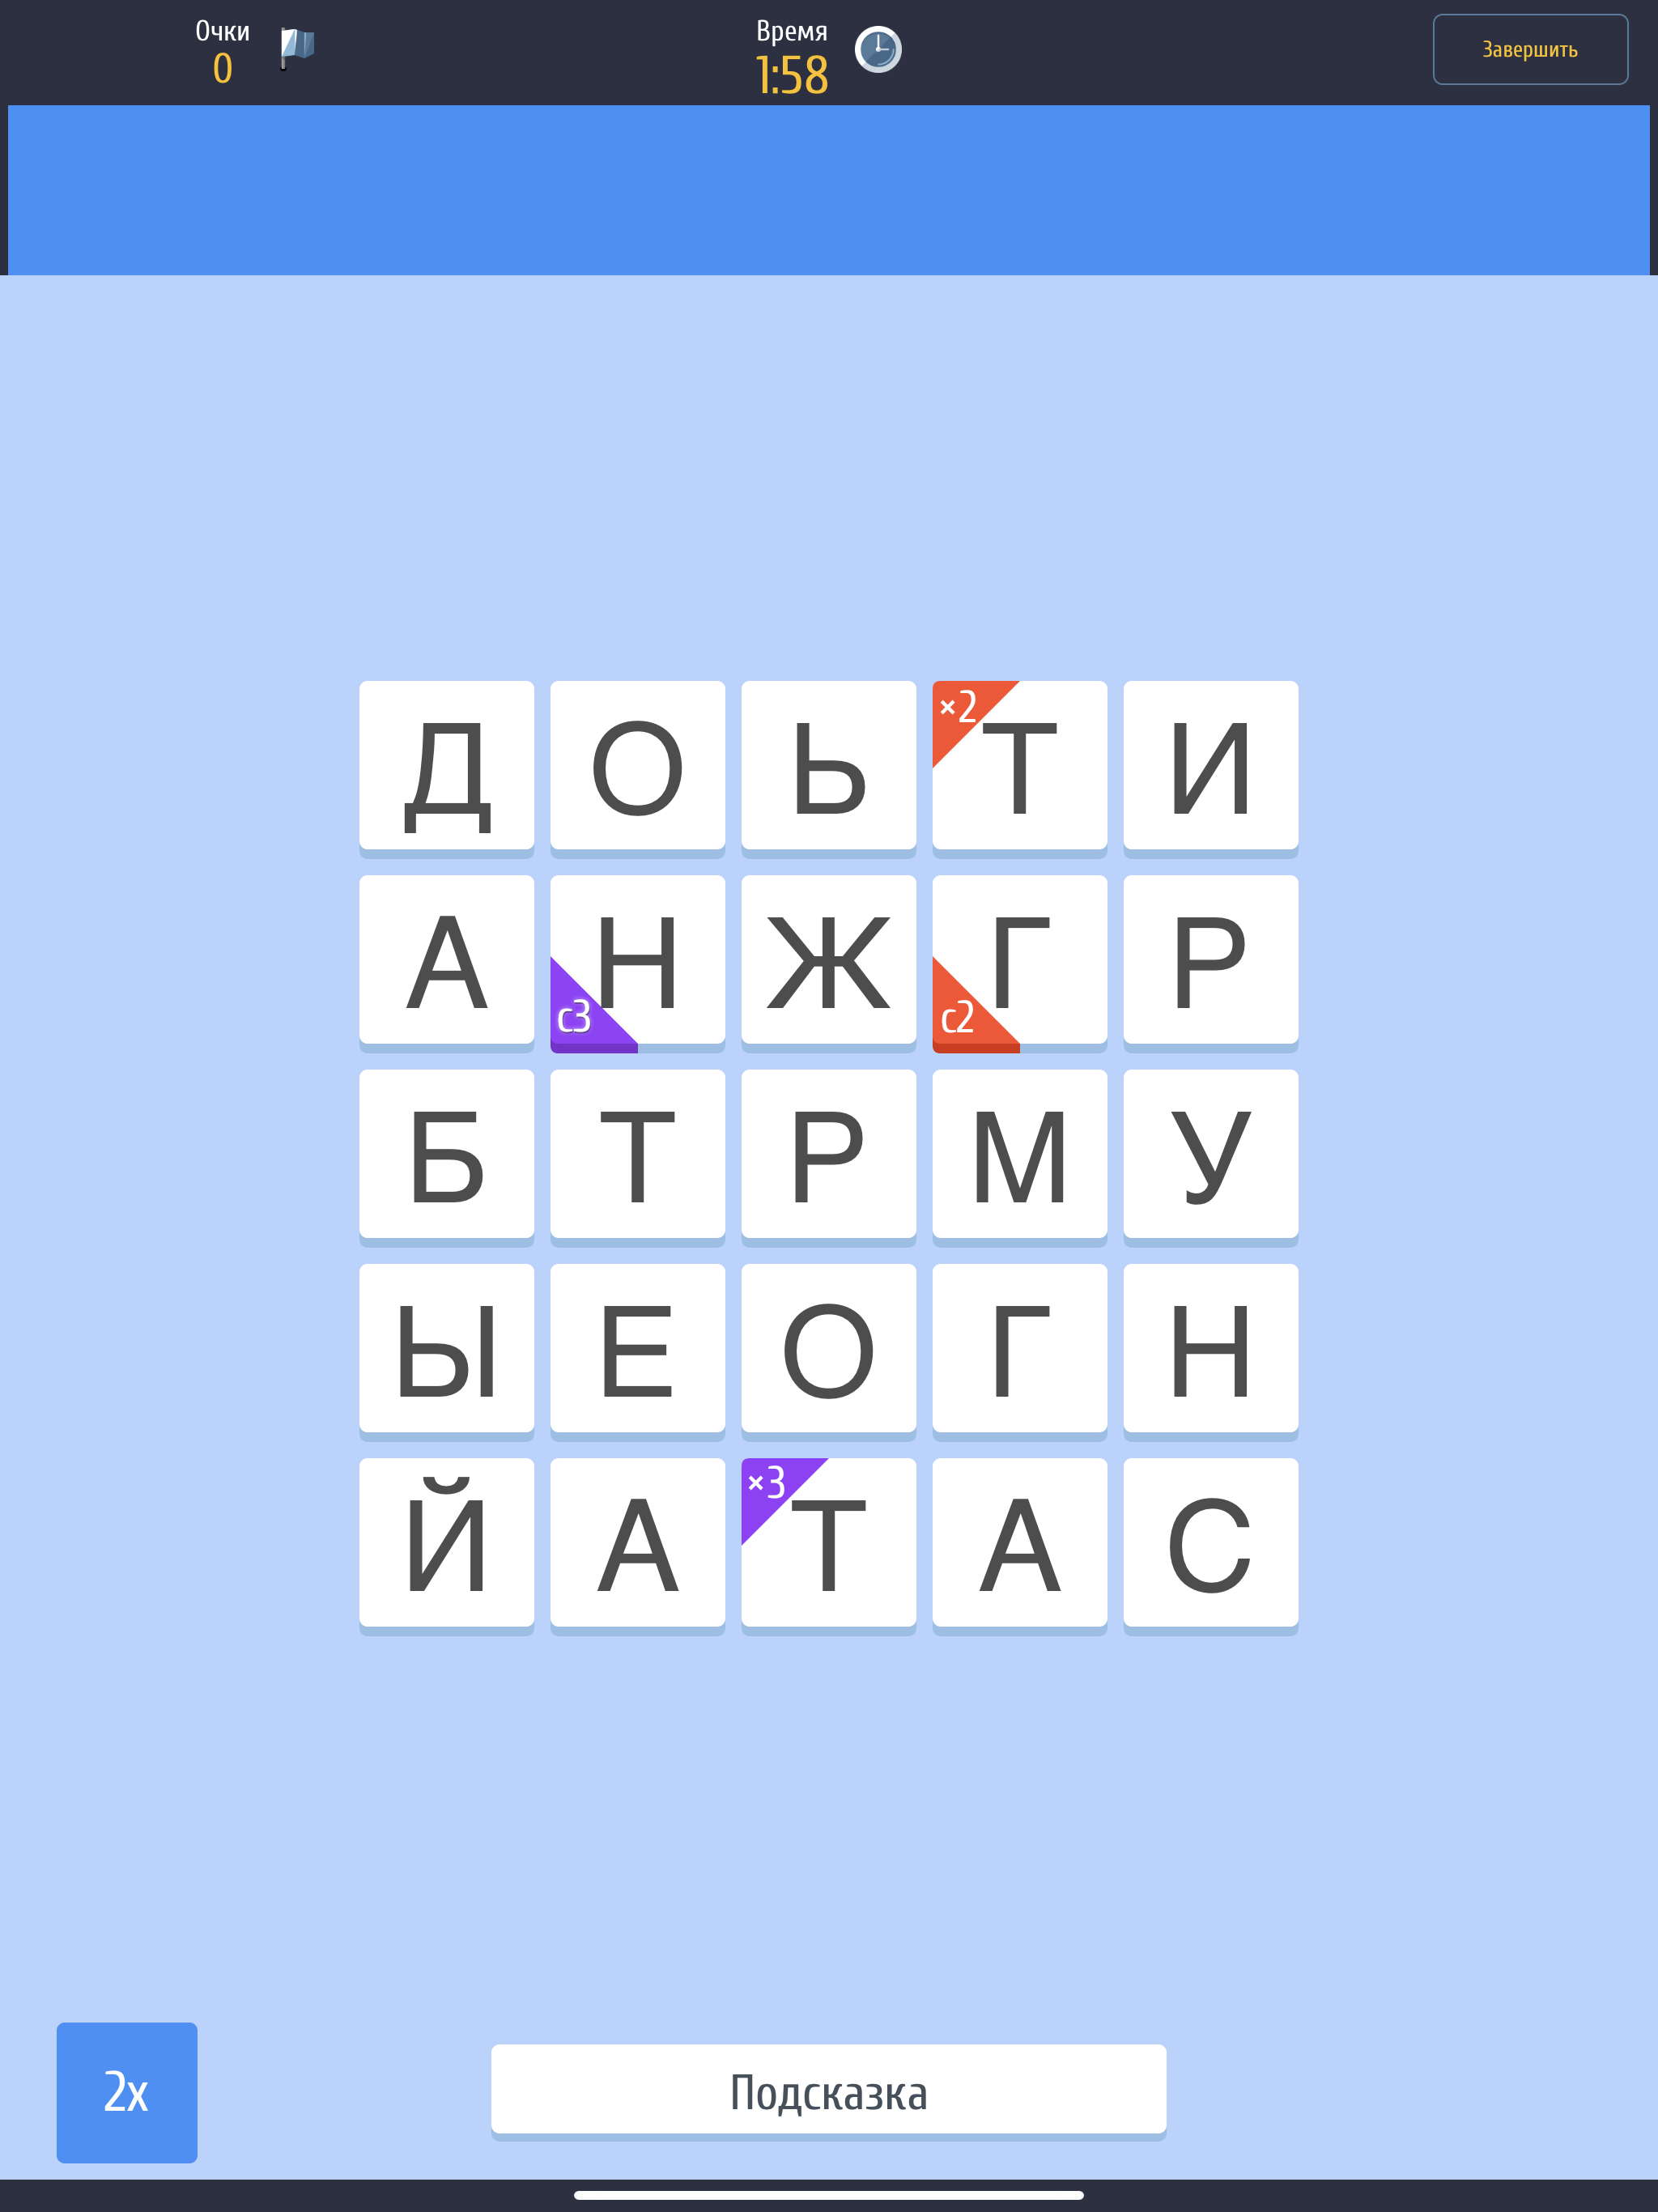 Очки
0
Время
1:58
Завершить
Д О Ь ×2 Т И
А с3 Н Ж с2 Г Р
Б Т Р М У
Ы Е О Г Н
Й А ×3 Т А С
2x
Подсказка